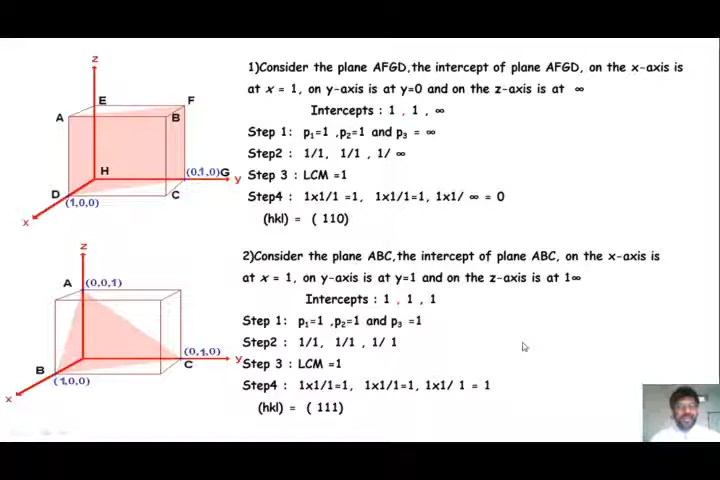 z
E
F
A
B
H
(0,1,0)G
y
D
C
(1,0,0)
x
1)Consider the plane AFGD,the intercept of plane AFGD, on the x-axis is
at x = 1, on y-axis is at y=0 and on the z-axis is at ∞
Intercepts : 1 , 1 , ∞
Step 1: p₁=1 ,p₂=1 and p₃ = ∞
Step2 : 1/1, 1/1 , 1/ ∞
Step 3 : LCM =1
Step4 : 1x1/1 =1, 1x1/1=1, 1x1/ ∞ = 0
(hkl) = ( 110)
z
A
(0,0,1)
(0,1,0)
y
B
C
(1,0,0)
x
2)Consider the plane ABC,the intercept of plane ABC, on the x-axis is
at x = 1, on y-axis is at y=1 and on the z-axis is at 1∞
Intercepts : 1 , 1 , 1
Step 1: p₁=1 ,p₂=1 and p₃ =1
Step2 : 1/1, 1/1 , 1/ 1
Step 3 : LCM =1
Step4 : 1x1/1=1, 1x1/1=1, 1x1/ 1 = 1
(hkl) = ( 111)